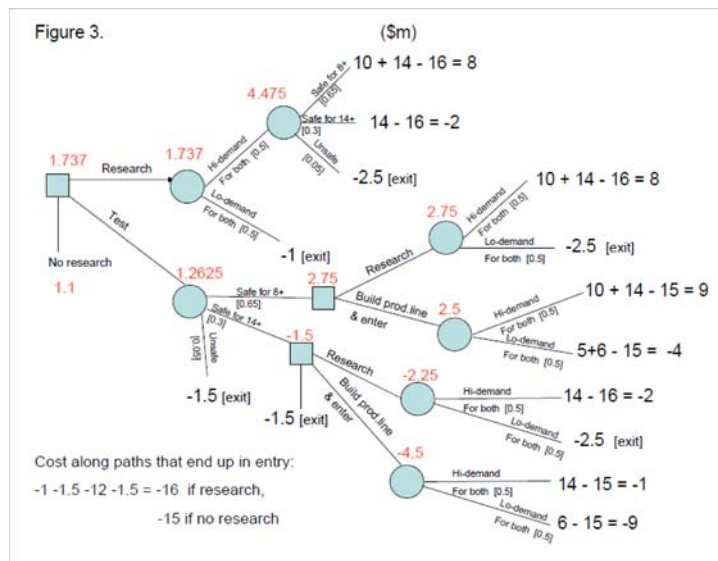 Figure 3.
($m)
10 + 14 - 16 = 8
Safe for 8+
[0.65]
4.475
Safe for 14+
[0.3]
14 - 16 = -2
Unsafe
[0.05]
-2.5 [exit]
1.737
Research
1.737
Hi-demand
For both [0.5]
Lo-demand
For both [0.5]
-1 [exit]
Test
No research
1.1
1.2625
Safe for 8+
[0.65]
2.75
Safe for 14+
[0.3]
Unsafe
[0.05]
-1.5 [exit]
Research
2.75
Hi-demand
For both [0.5]
10 + 14 - 16 = 8
Lo-demand
For both [0.5]
-2.5 [exit]
Build prod.line
& enter
2.5
Hi-demand
For both [0.5]
10 + 14 - 15 = 9
Lo-demand
For both [0.5]
5+6 - 15 = -4
-1.5
-1.5 [exit]
Research
-2.25
Hi-demand
For both [0.5]
14 - 16 = -2
Lo-demand
For both [0.5]
-2.5 [exit]
Build prod.line
& enter
-4.5
Hi-demand
For both [0.5]
14 - 15 = -1
Lo-demand
For both [0.5]
6 - 15 = -9
Cost along paths that end up in entry:
-1 -1.5 -12 -1.5 = -16 if research,
-15 if no research